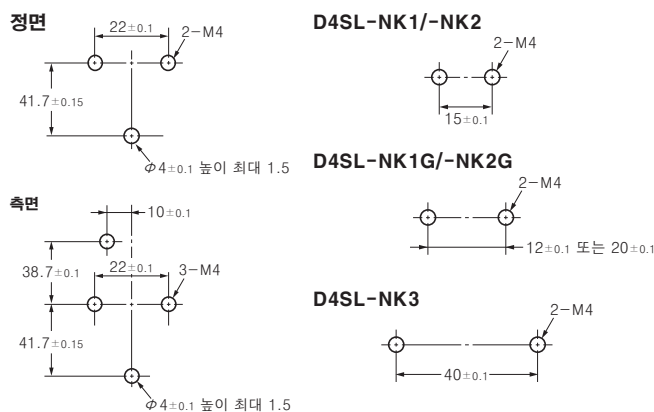 정면
22±0.1
2-M4
41.7±0.15
Φ4±0.1 높이 최대 1.5
측면
10±0.1
38.7±0.1
22±0.1
3-M4
41.7±0.15
Φ4±0.1 높이 최대 1.5
D4SL-NK1/-NK2
2-M4
15±0.1
D4SL-NK1G/-NK2G
2-M4
12±0.1 또는 20±0.1
D4SL-NK3
2-M4
40±0.1